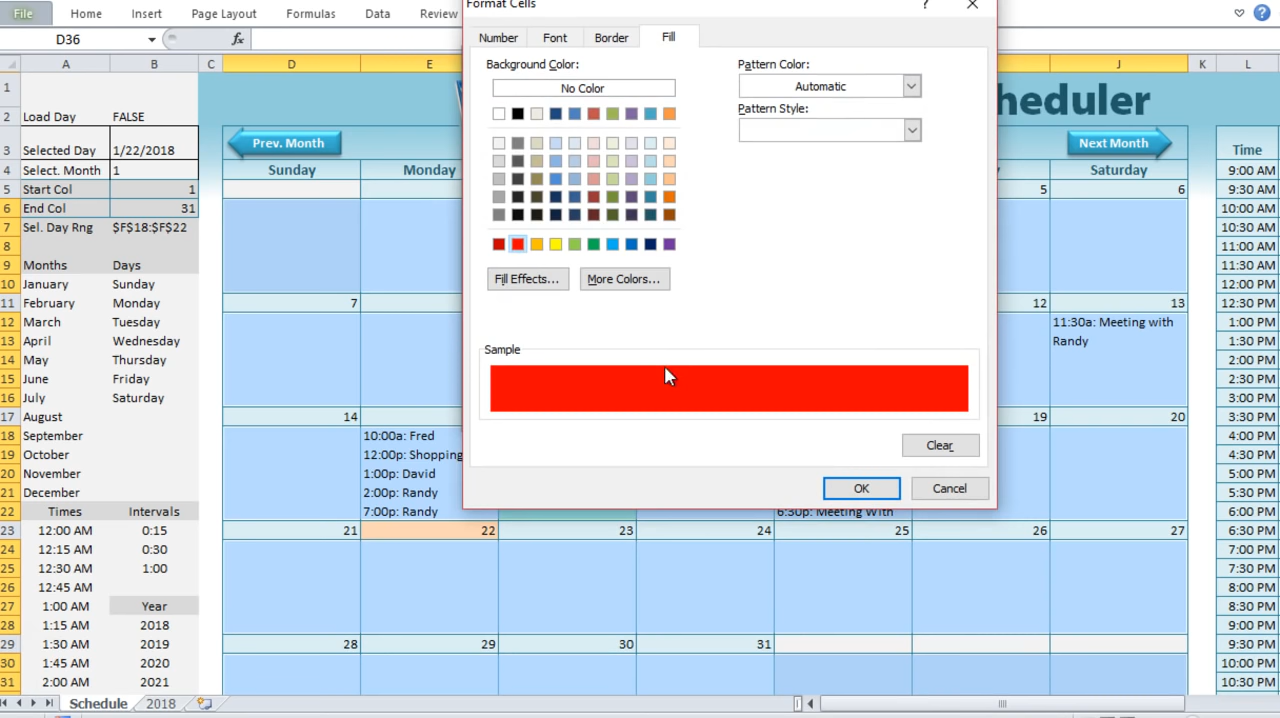 Format Cells ?
File Home Insert Page Layout Formulas Data Review ?
D36 fx
Number Font Border Fill
A B C D E J K L
Background Color: Pattern Color:
No Color Automatic
Pattern Style:
1 heduler
2 Load Day FALSE
3 Selected Day 1/22/2018 Prev. Month Next Month Time
4 Select. Month 1 Sunday Monday Saturday 9:00 AM
5 Start Col 1 5 6 9:30 AM
6 End Col 31 10:00 AM
7 Sel. Day Rng $F$18:$F$22 10:30 AM
8 11:00 AM
9 Months Days 11:30 AM
Fill Effects... More Colors...
10 January Sunday 12:00 PM
11 February Monday 7 12 13 12:30 PM
12 March Tuesday 11:30a: Meeting with 1:00 PM
13 April Wednesday Randy 1:30 PM
Sample
14 May Thursday 2:00 PM
15 June Friday 2:30 PM
16 July Saturday 3:00 PM
17 August 14 19 20 3:30 PM
18 September 10:00a: Fred 4:00 PM
Clear
19 October 12:00p: Shopping 4:30 PM
20 November 1:00p: David 5:00 PM
OK Cancel
21 December 2:00p: Randy 5:30 PM
22 Times Intervals 7:00p: Randy 6:30p: Meeting With 6:00 PM
23 12:00 AM 0:15 21 22 23 24 25 26 27 6:30 PM
24 12:15 AM 0:30 7:00 PM
25 12:30 AM 1:00 7:30 PM
26 12:45 AM 8:00 PM
27 1:00 AM Year 8:30 PM
28 1:15 AM 2018 9:00 PM
29 1:30 AM 2019 28 29 30 31 9:30 PM
30 1:45 AM 2020 10:00 PM
31 2:00 AM 2021 10:30 PM
Schedule 2018